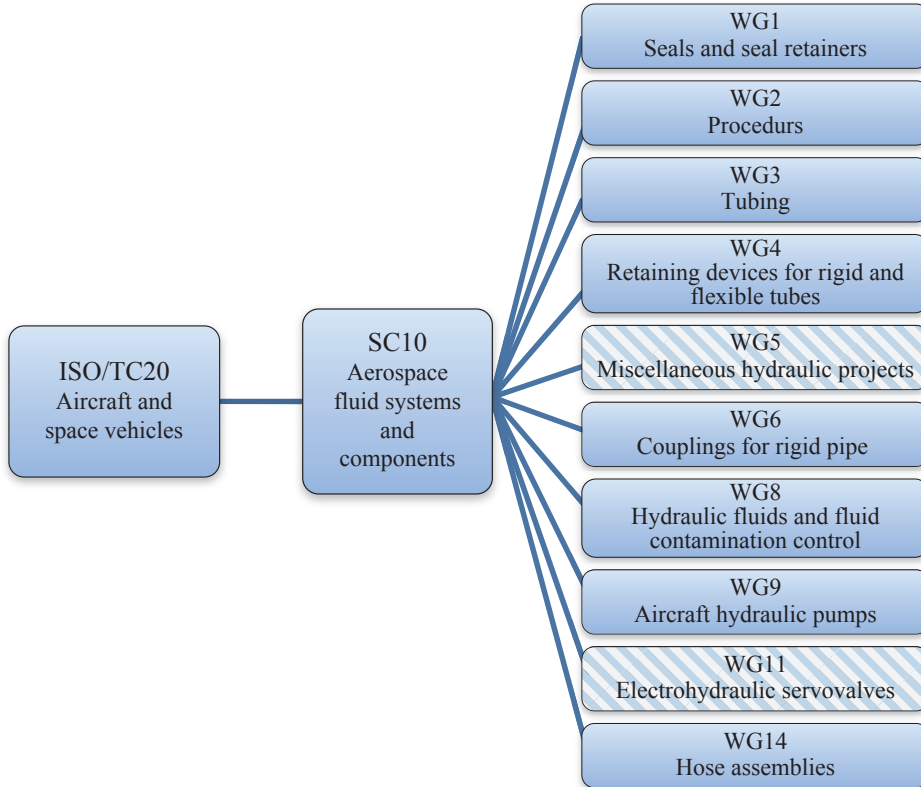 ISO/TC20
Aircraft and
space vehicles
SC10
Aerospace
fluid systems
and
components
WG1
Seals and seal retainers
WG2
Procedurs
WG3
Tubing
WG4
Retaining devices for rigid and
flexible tubes
WG5
Miscellaneous hydraulic projects
WG6
Couplings for rigid pipe
WG8
Hydraulic fluids and fluid
contamination control
WG9
Aircraft hydraulic pumps
WG11
Electrohydraulic servovalves
WG14
Hose assemblies